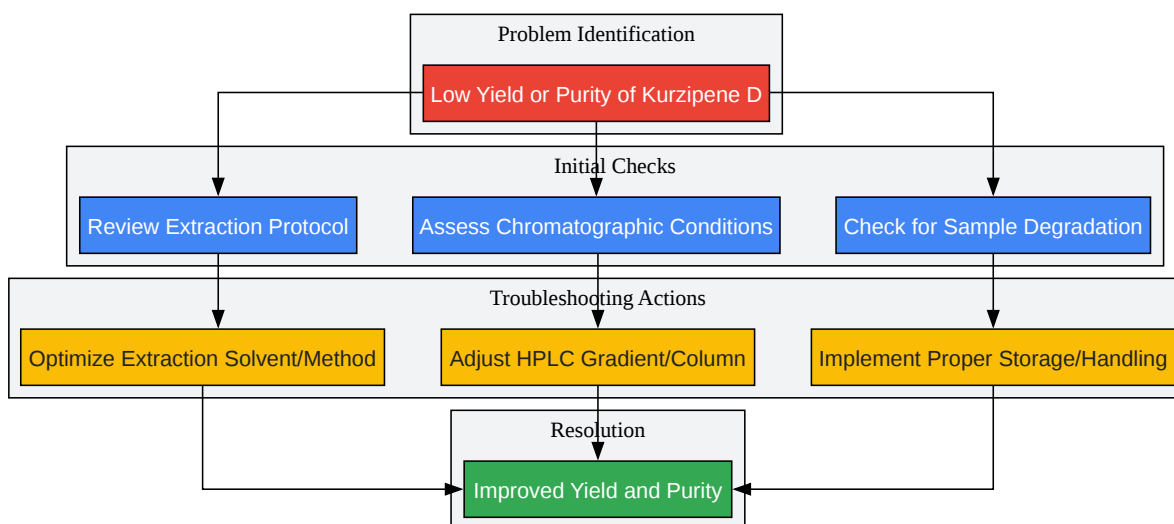 Problem Identification
Low Yield or Purity of Kurzipene D
Initial Checks
Review Extraction Protocol
Assess Chromatographic Conditions
Check for Sample Degradation
Troubleshooting Actions
Optimize Extraction Solvent/Method
Adjust HPLC Gradient/Column
Implement Proper Storage/Handling
Resolution
Improved Yield and Purity